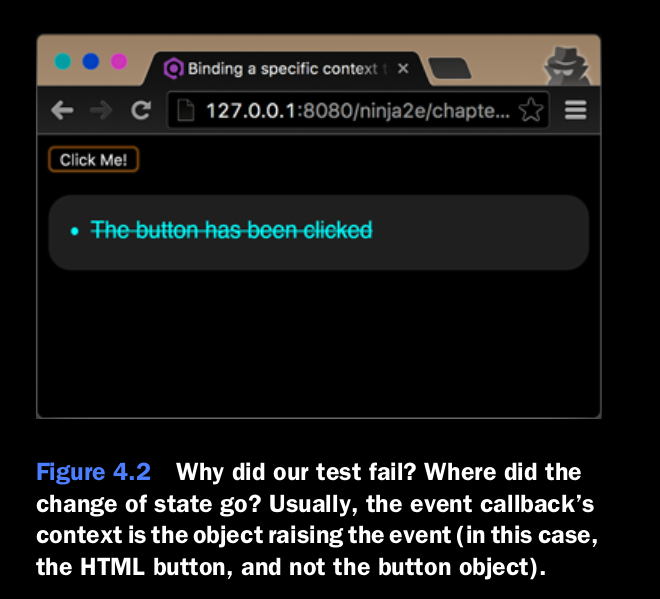 Binding a specific context t
127.0.0.1:8080/ninja2e/chapte...
Click Me!
• The button has been clicked
Figure 4.2 Why did our test fail? Where did the
change of state go? Usually, the event callback’s
context is the object raising the event (in this case,
the HTML button, and not the button object).